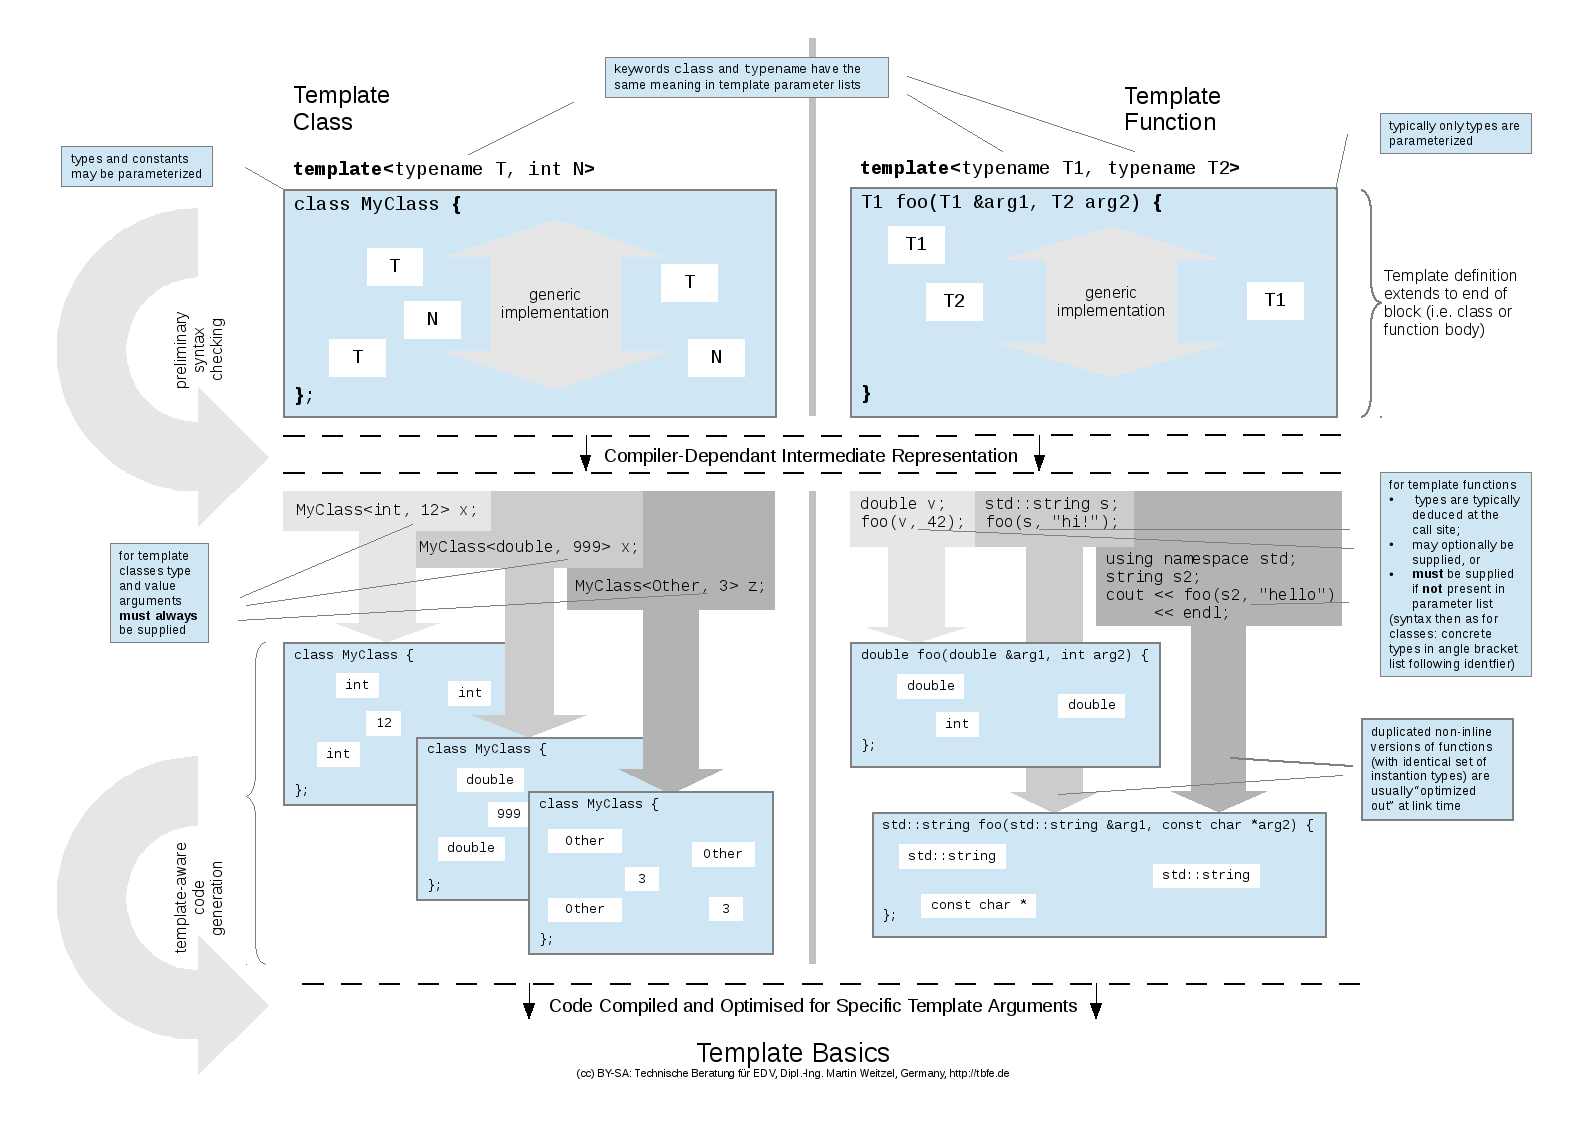 keywords class and typename have the
same meaning in template parameter lists
Template
Class
Template
Function
typically only types are
parameterized
types and constants
may be parameterized
template<typename T, int N>
template<typename T1, typename T2>
class MyClass {
T
N
T
generic
implementation
T
N
};
T1 foo(T1 &arg1, T2 arg2) {
T1
T2
generic
implementation
T1
}
Template definition
extends to end of
block (i.e. class or
function body)
preliminary
syntax
checking
Compiler-Dependant Intermediate Representation
MyClass<int, 12> x;
MyClass<double, 999> x;
MyClass<Other, 3> z;
double v;
foo(v, 42);
std::string s;
foo(s, "hi!");
using namespace std;
string s2;
cout << foo(s2, "hello")
<< endl;
for template functions
• types are typically
deduced at the
call site;
• may optionally be
supplied, or
• must be supplied
if not present in
parameter list
(syntax then as for
classes: concrete
types in angle bracket
list following identfier)
for template
classes type
and value
arguments
must always
be supplied
class MyClass {
int
int
12
int
};
class MyClass {
double
999
double
};
class MyClass {
Other
Other
3
Other
3
};
double foo(double &arg1, int arg2) {
double
double
int
};
duplicated non-inline
versions of functions
(with identical set of
instantion types) are
usually "optimized
out" at link time
std::string foo(std::string &arg1, const char *arg2) {
std::string
std::string
const char *
};
template-aware
code
generation
Code Compiled and Optimised for Specific Template Arguments
Template Basics
(cc) BY-SA: Technische Beratung für EDV, Dipl.-Ing. Martin Weitzel, Germany, http://tbfe.de